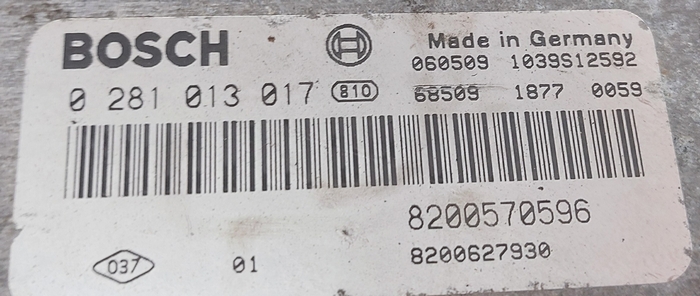 BOSCH
Made in Germany
060509 1039S12592
0 281 013 017 810 68509 1877 0059
8200570596
037 01 8200627930